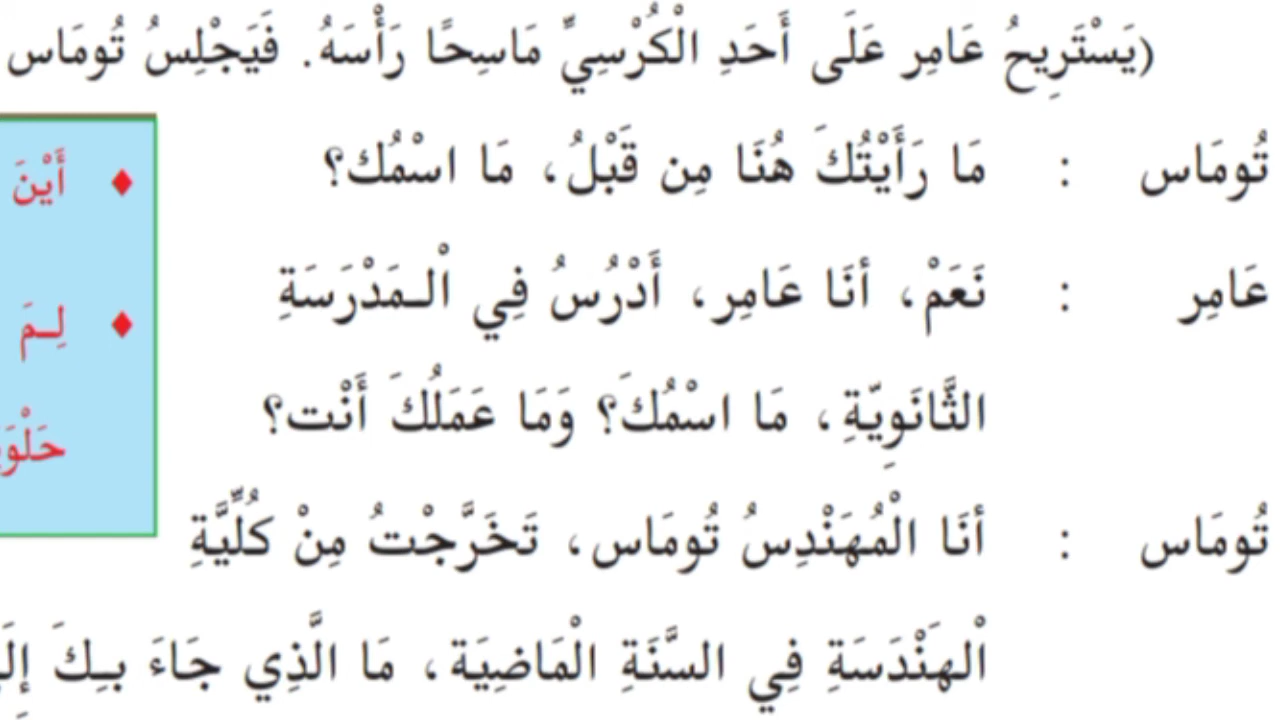 (يَسْتَرِيحُ عَامِر عَلَى أَحَدِ الْكُرْسِيِّ مَاسِحًا رَأْسَهُ. فَيَجْلِسُ تُومَاس
تُومَاس : مَا رَأَيْتُكَ هُنَا مِن قَبْلُ، مَا اسْمُك؟
عَامِر : نَعَمْ، أنَا عَامِر، أَدْرُسُ فِي الْـمَدْرَسَةِ
الثَّانَوِيّةِ، مَا اسْمُكَ؟ وَمَا عَمَلُكَ أَنْت؟
تُومَاس : أنَا الْمُهَنْدِسُ تُومَاس، تَخَرَّجْتُ مِنْ كُلِّيَّةِ
الْهَنْدَسَةِ فِي السَّنَةِ الْمَاضِيَة، مَا الَّذِي جَاءَ بِـكَ
♦ أَيْنَ
♦ لِـمَ